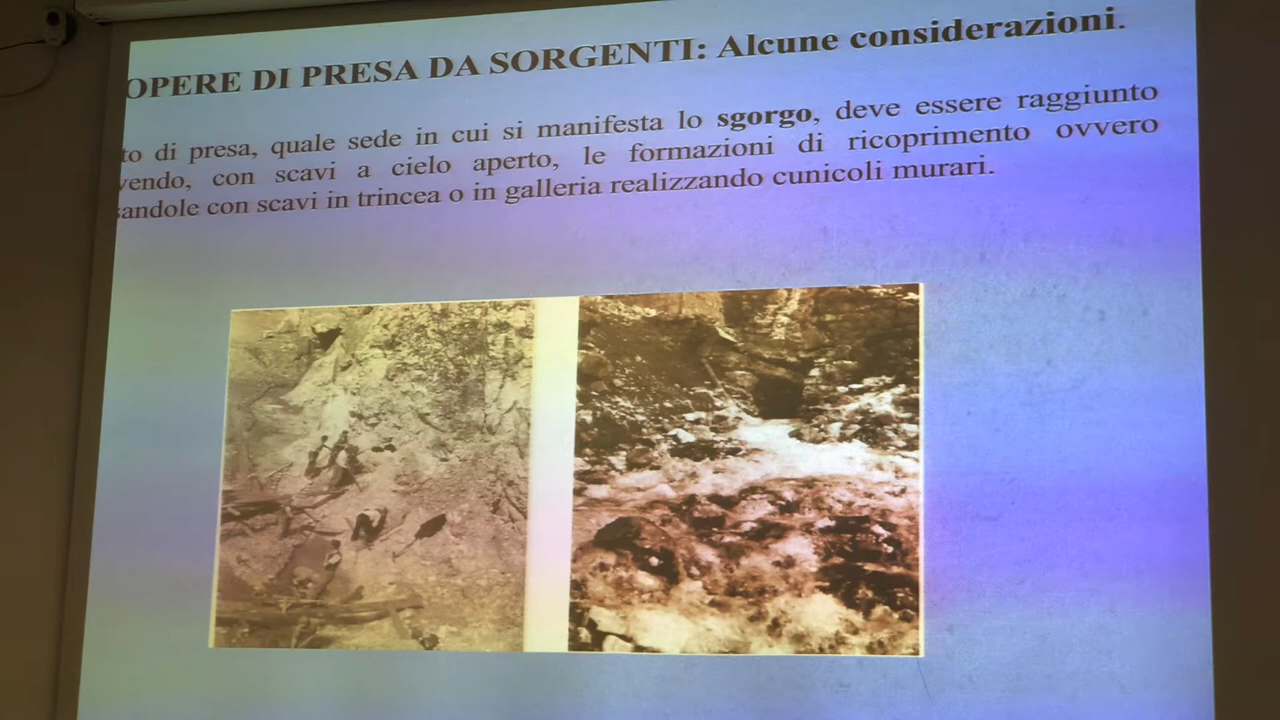 OPERE DI PRESA DA SORGENTI: Alcune considerazioni.
to di presa, quale sede in cui si manifesta lo sgorgo, deve essere raggiunto
vendo, con scavi a cielo aperto, le formazioni di ricoprimento ovvero
sandole con scavi in trincea o in galleria realizzando cunicoli murari.